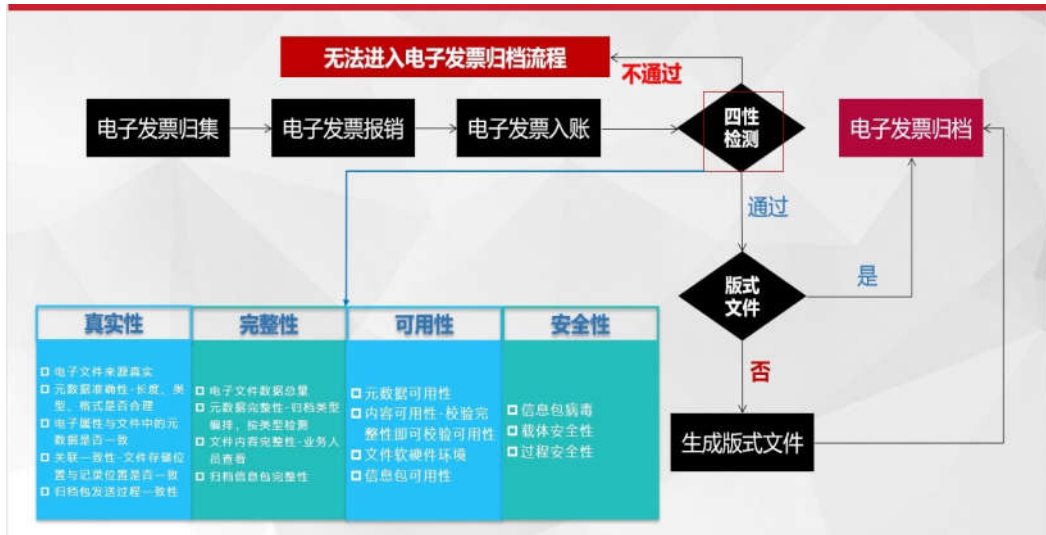 无法进入电子发票归档流程
不通过
电子发票归集
电子发票报销
电子发票入账
四性
检测
电子发票归档
通过
版式
文件
是
否
生成版式文件
真实性
电子文件来源真实
元数据准确性-长度、类
型、格式是否合理
电子属性与文件中的元
数据是否一致
关联一致性-文件存储位
置与记录位置是否一致
归档包发送过程一致性
完整性
电子文件数据总量
元数据完整性-归档类型
编排,按类型检测
文件内容完整性-业务人
员查看
归档信息包完整性
可用性
元数据可用性
内容可用性-校验完
整性即可校验可用性
文件软硬件环境
信息包可用性
安全性
信息包病毒
载体安全性
过程安全性